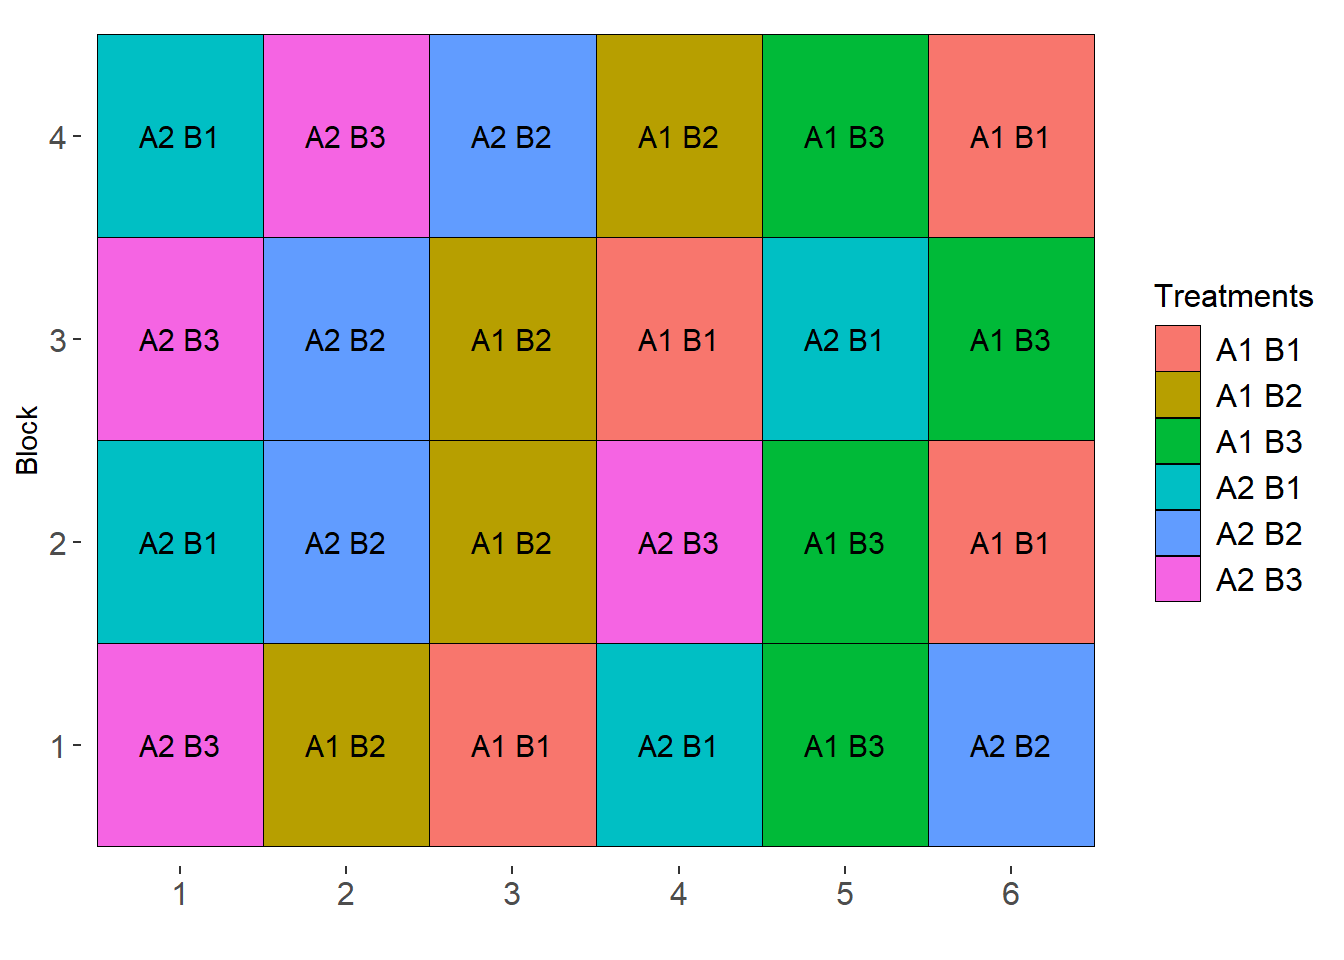 Block
4
A2 B1 A2 B3 A2 B2 A1 B2 A1 B3 A1 B1
3
A2 B3 A2 B2 A1 B2 A1 B1 A2 B1 A1 B3
2
A2 B1 A2 B2 A1 B2 A2 B3 A1 B3 A1 B1
1
A2 B3 A1 B2 A1 B1 A2 B1 A1 B3 A2 B2
1 2 3 4 5 6
Treatments
A1 B1
A1 B2
A1 B3
A2 B1
A2 B2
A2 B3